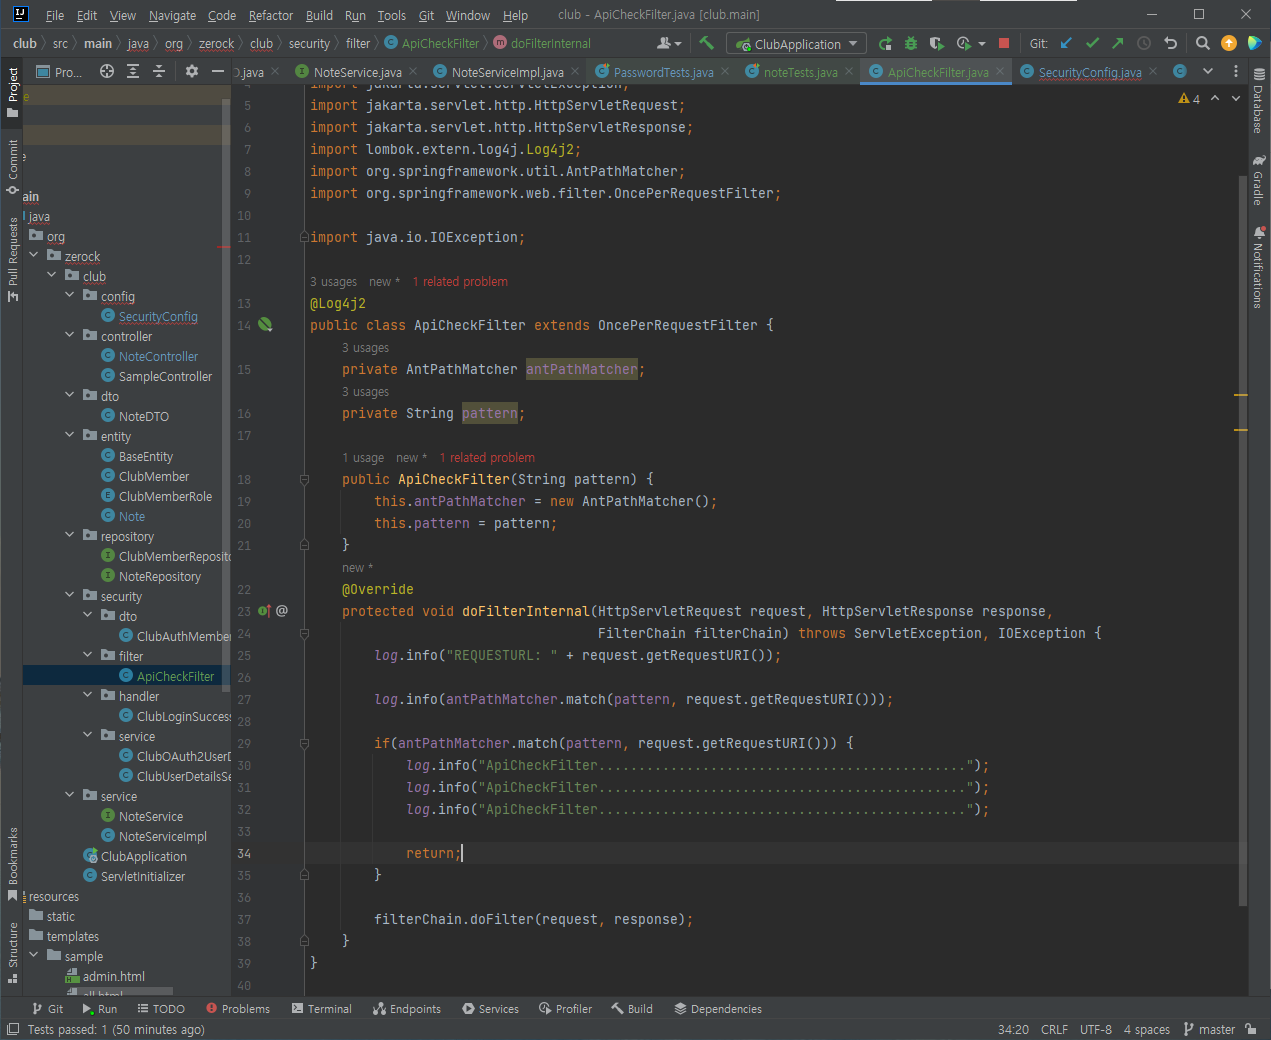 File Edit View Navigate Code Refactor Build Run Tools Git Window Help club - ApiCheckFilter.java [club.main]
club src main java org zerock club security filter ApiCheckFilter doFilterInternal ClubApplication Git:
Pro... .java NoteService.java NoteServiceImpl.java PasswordTests.java noteTests.java ApiCheckFilter.java SecurityConfig.java
Project
Commit
Pull Requests
Bookmarks
Structure
ain
java
org
zerock
club
config
SecurityConfig
controller
NoteController
SampleController
dto
NoteDTO
entity
BaseEntity
ClubMember
ClubMemberRole
Note
repository
ClubMemberReposito
NoteRepository
security
dto
ClubAuthMember
filter
ApiCheckFilter
handler
ClubLoginSuccess
service
ClubOAuth2UserD
ClubUserDetailsSe
service
NoteService
NoteServiceImpl
ClubApplication
ServletInitializer
resources
static
templates
sample
admin.html
all.html
4 import jakarta.servlet.ServletException;
5 import jakarta.servlet.http.HttpServletRequest;
6 import jakarta.servlet.http.HttpServletResponse;
7 import lombok.extern.log4j.Log4j2;
8 import org.springframework.util.AntPathMatcher;
9 import org.springframework.web.filter.OncePerRequestFilter;
10
11 import java.io.IOException;
12
3 usages new * 1 related problem
13 @Log4j2
14 public class ApiCheckFilter extends OncePerRequestFilter {
3 usages
15 private AntPathMatcher antPathMatcher;
3 usages
16 private String pattern;
17
1 usage new * 1 related problem
18 public ApiCheckFilter(String pattern) {
19 this.antPathMatcher = new AntPathMatcher();
20 this.pattern = pattern;
21 }
new *
22 @Override
23 protected void doFilterInternal(HttpServletRequest request, HttpServletResponse response,
24 FilterChain filterChain) throws ServletException, IOException {
25 log.info("REQUESTURL: " + request.getRequestURI());
26
27 log.info(antPathMatcher.match(pattern, request.getRequestURI()));
28
29 if(antPathMatcher.match(pattern, request.getRequestURI())) {
30 log.info("ApiCheckFilter..............................................");
31 log.info("ApiCheckFilter..............................................");
32 log.info("ApiCheckFilter..............................................");
33
34 return;
35 }
36
37 filterChain.doFilter(request, response);
38 }
39 }
40
4
Database
Gradle
Notifications
Git Run TODO Problems Terminal Endpoints Services Profiler Build Dependencies
Tests passed: 1 (50 minutes ago) 34:20 CRLF UTF-8 4 spaces master